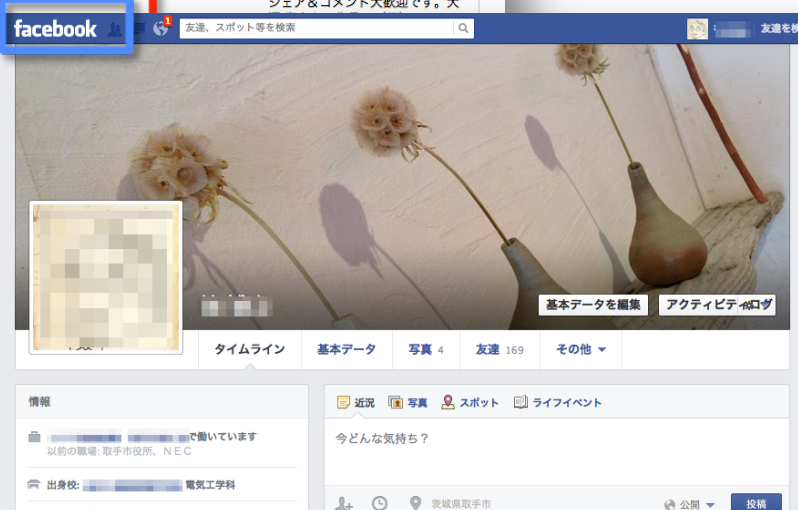 シェア＆コメント大歓迎です。大
facebook
1
友達、スポット等を検索
友達を検
基本データを編集
アクティビティログ
タイムライン
基本データ
写真 4
友達 169
その他
情報
で働いています
以前の職場: 取手市役所、ＮＥＣ
出身校:
電気工学科
近況
写真
スポット
ライフイベント
今どんな気持ち？
茨城県取手市
公開
投稿